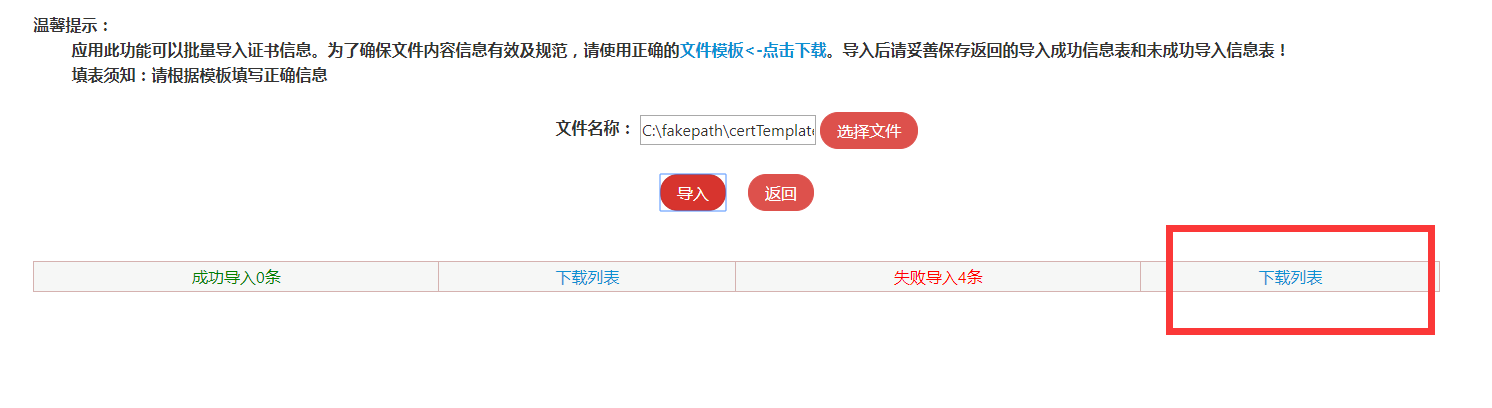 温馨提示：
应用此功能可以批量导入证书信息。为了确保文件内容信息有效及规范，请使用正确的文件模板<-点击下载。导入后请妥善保存返回的导入成功信息表和未成功导入信息表！
填表须知：请根据模板填写正确信息
文件名称： C:\fakepath\certTemplate 选择文件
导入 返回
成功导入0条 下载列表 失败导入4条 下载列表